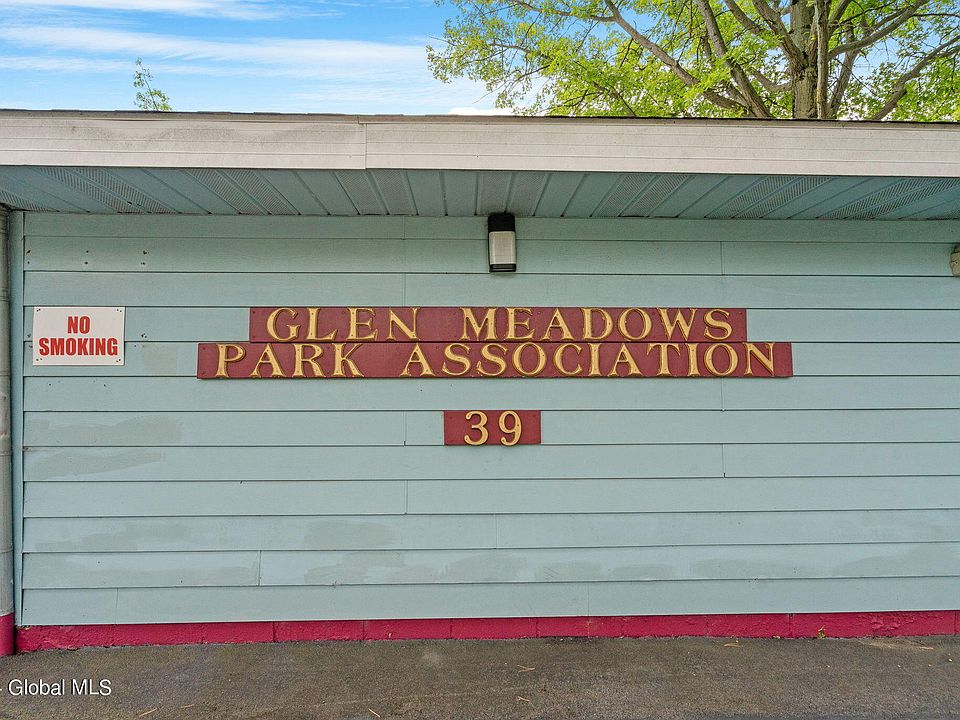 NO
SMOKING
GLEN MEADOWS
PARK ASSOCIATION
39
Global MLS